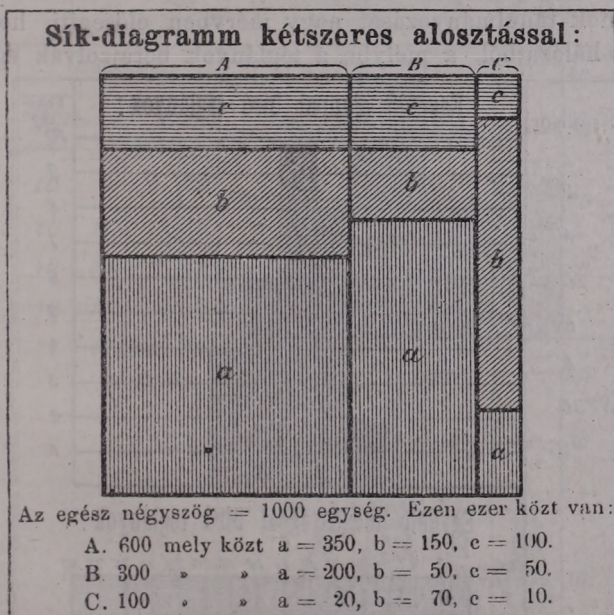 Sík-diagramm kétszeres alosztással:
A B C
c c c
b b b
a a a
Az egész négyszög = 1000 egység. Ezen ezer közt van:
A. 600 mely közt a = 350, b = 150, c = 100.
B. 300 » » a = 200, b = 50, c = 50.
C. 100 » » a = 20, b = 70, c = 10.